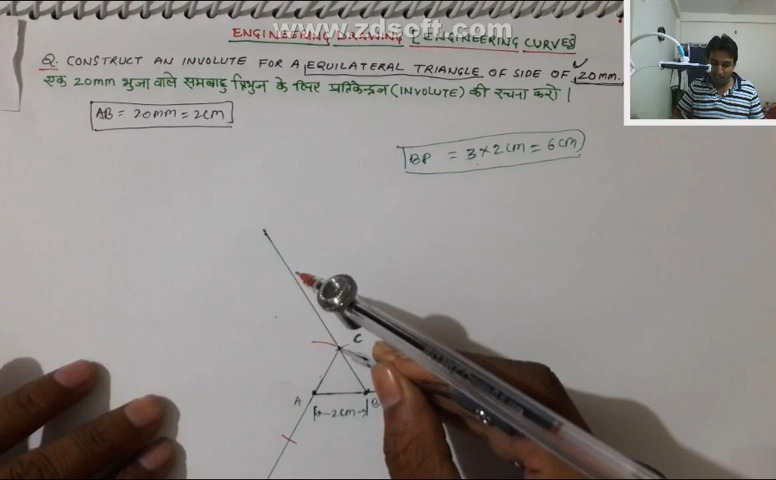 www.zdsoft.com
ENGINEERING DRAWING [ENGINEERING CURVES]
Q. CONSTRUCT AN INVOLUTE FOR A EQUILATERAL TRIANGLE OF SIDE OF 20mm.
एक 20mm भुजा वाले समबाहु त्रिभुज के लिए प्रतिकेन्द्रज (INVOLUTE) की रचना करो।
AB = 20mm = 2cm
BP = 3×2cm = 6cm
C
A
B
2cm